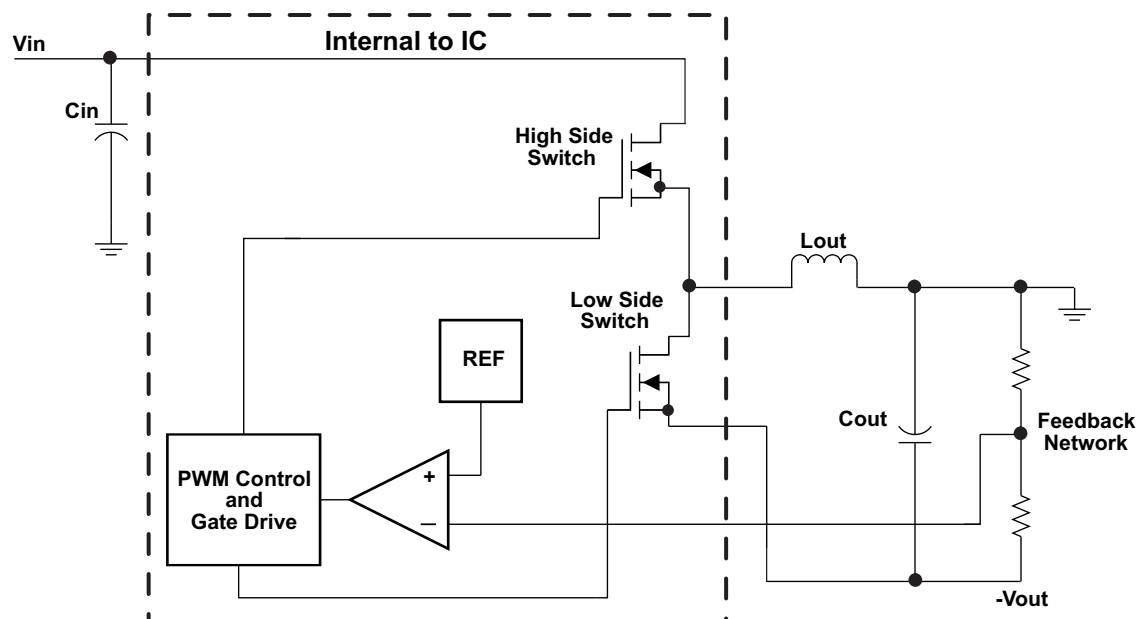 Vin
Internal to IC
Cin
High Side
Switch
Lout
Low Side
Switch
REF
Cout
Feedback
Network
PWM Control
and
Gate Drive
+
–
-Vout